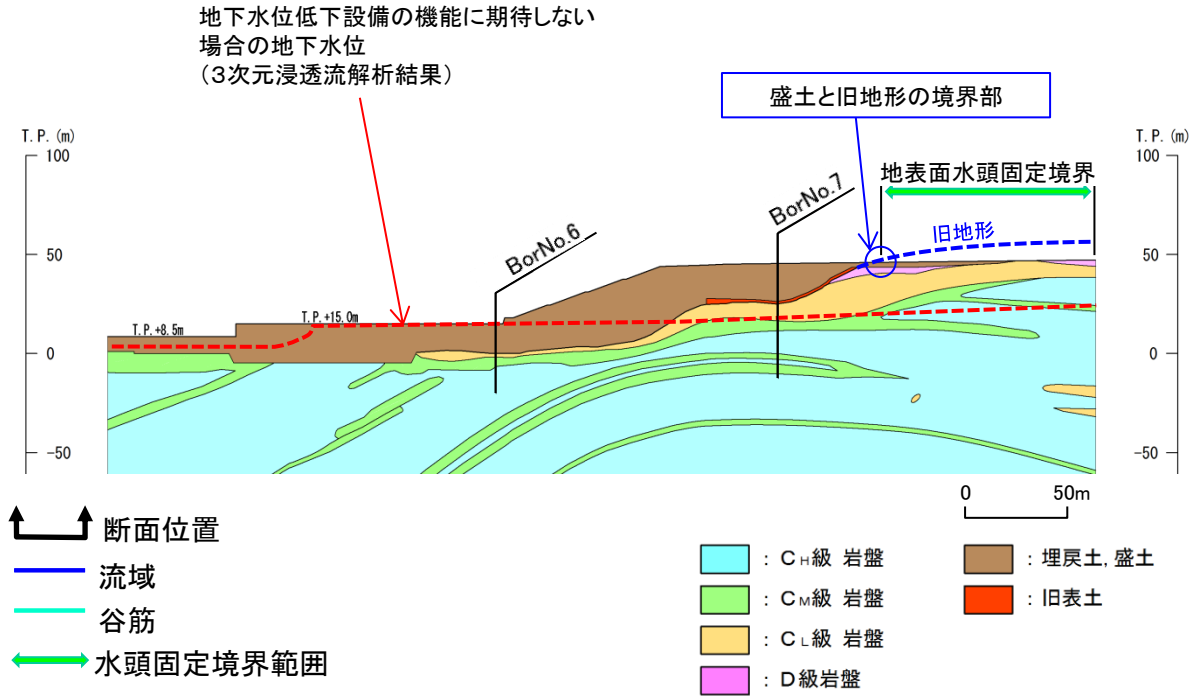 地下水位低下設備の機能に期待しない
場合の地下水位
（３次元浸透流解析結果）
盛土と旧地形の境界部
T.P.(m)
T.P.(m)
100
100
地表面水頭固定境界
BorNo.7
BorNo.6
旧地形
50
50
T.P.+8.5m
T.P.+15.0m
0
0
-50
-50
0 50m
断面位置
流域
谷筋
水頭固定境界範囲
：CH級 岩盤
：CM級 岩盤
：CL級 岩盤
：D級岩盤
：埋戻土,盛土
：旧表土